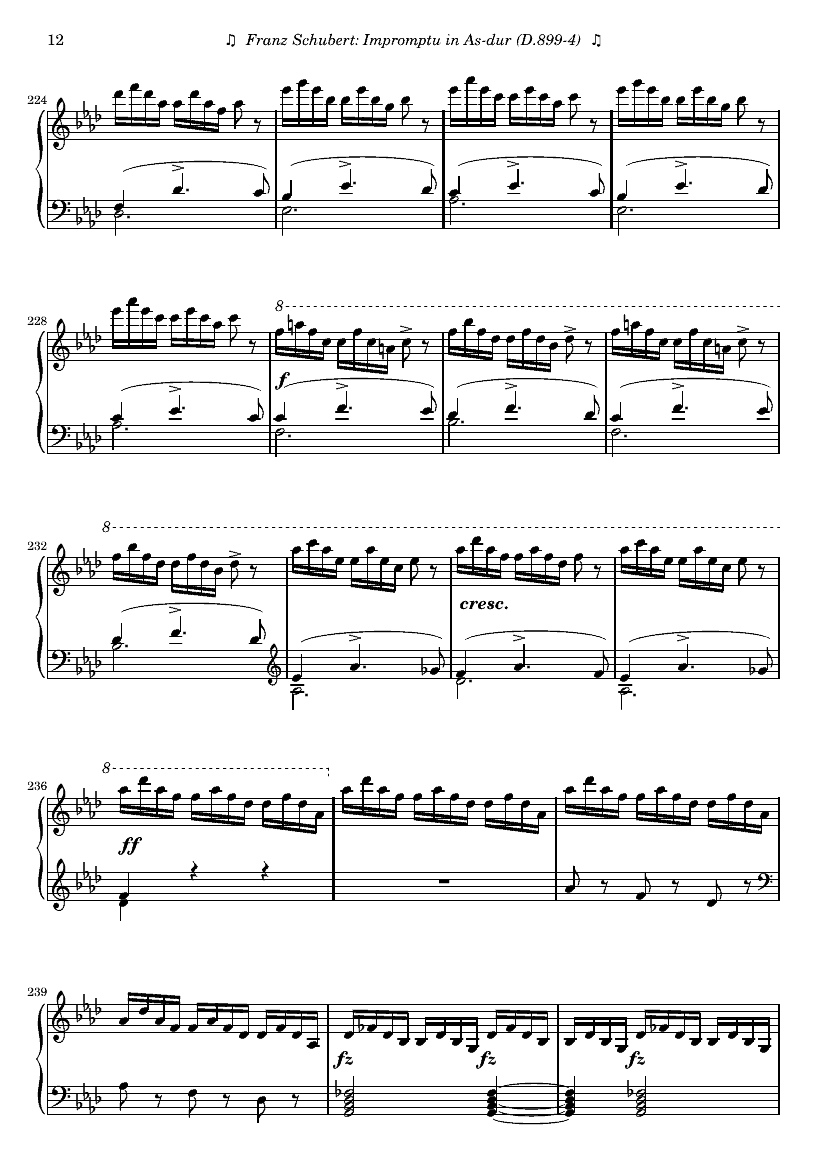 12
♫ Franz Schubert: Impromptu in As-dur (D.899-4) ♫
224
228
8
f
8
232
cresc.
8
236
ff
239
fz fz fz